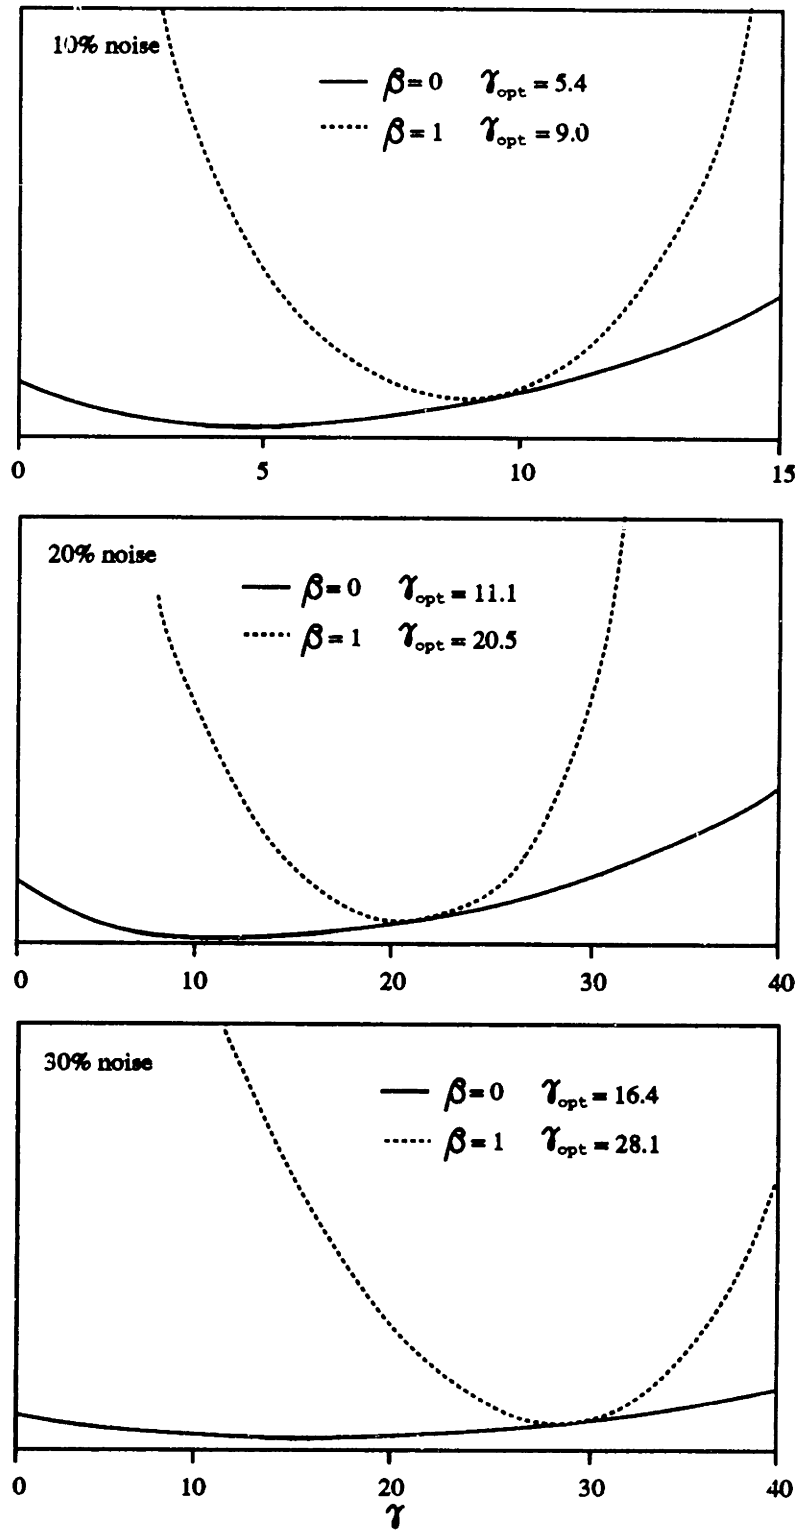 10% noise
β=0 γopt = 5.4
β=1 γopt = 9.0
0 5 10 15
20% noise
β=0 γopt = 11.1
β=1 γopt = 20.5
0 10 20 30 40
30% noise
β=0 γopt = 16.4
β=1 γopt = 28.1
0 10 20 30 40
γ